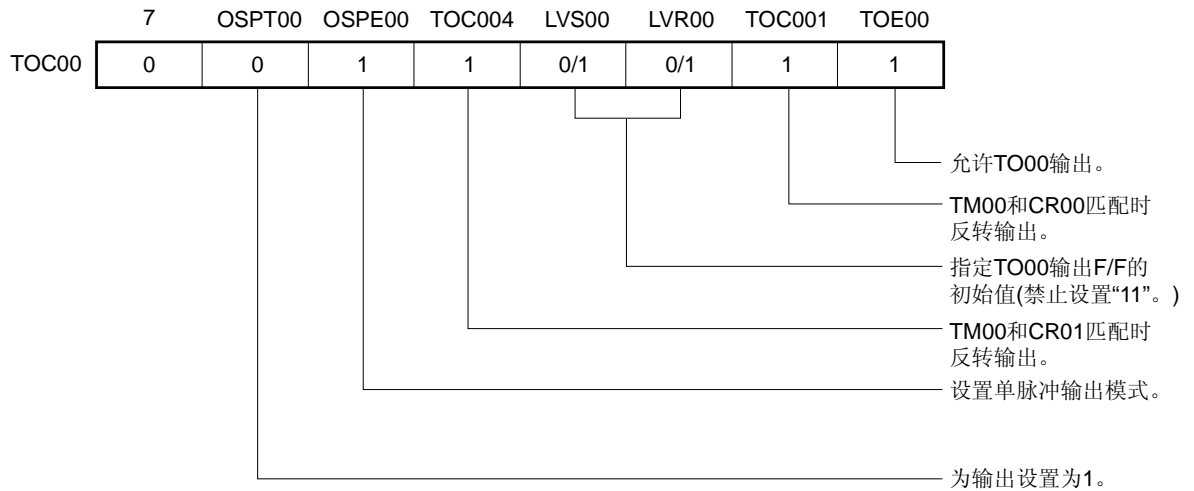 7 OSPT00 OSPE00 TOC004 LVS00 LVR00 TOC001 TOE00
TOC00 0 0 1 1 0/1 0/1 1 1
允许TO00输出。
TM00和CR00匹配时
反转输出。
指定TO00输出F/F的
初始值(禁止设置“11”。)
TM00和CR01匹配时
反转输出。
设置单脉冲输出模式。
为输出设置为1。